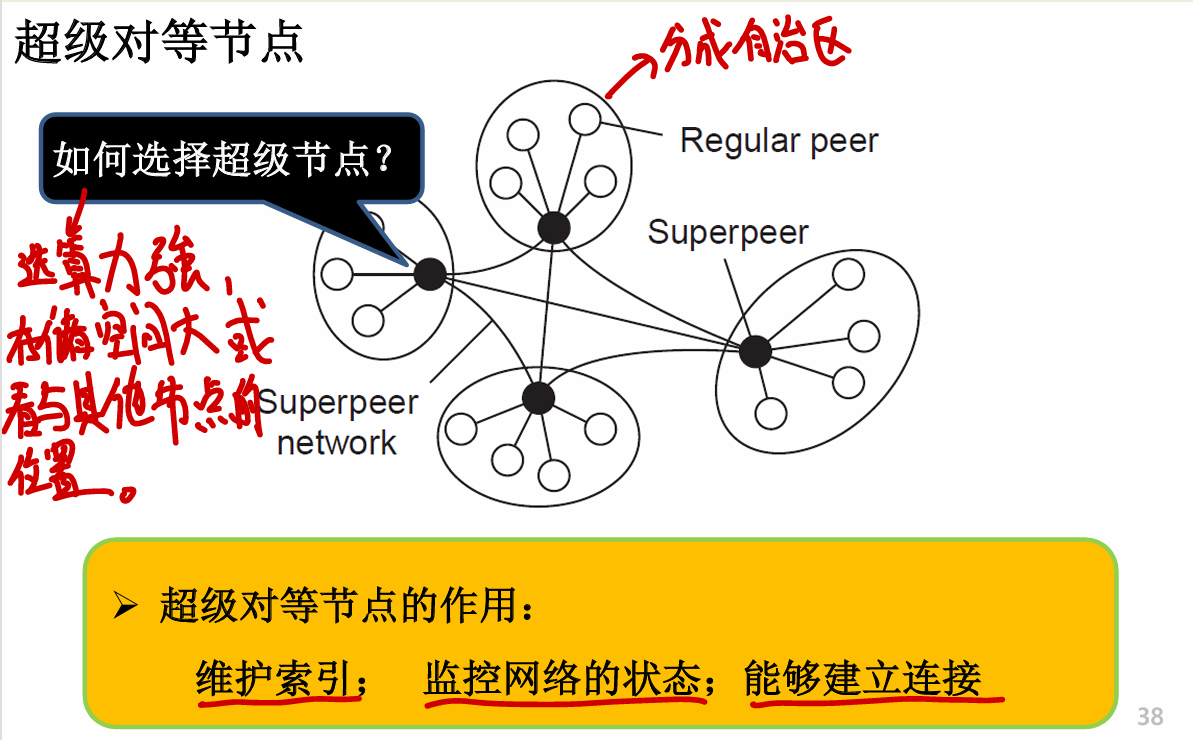 超级对等节点
分成自治区
如何选择超级节点？
Regular peer
Superpeer
选算力强，
存储空间大或
看与其他节点的
位置。
Superpeer
network
➢ 超级对等节点的作用：
维护索引； 监控网络的状态；能够建立连接
38